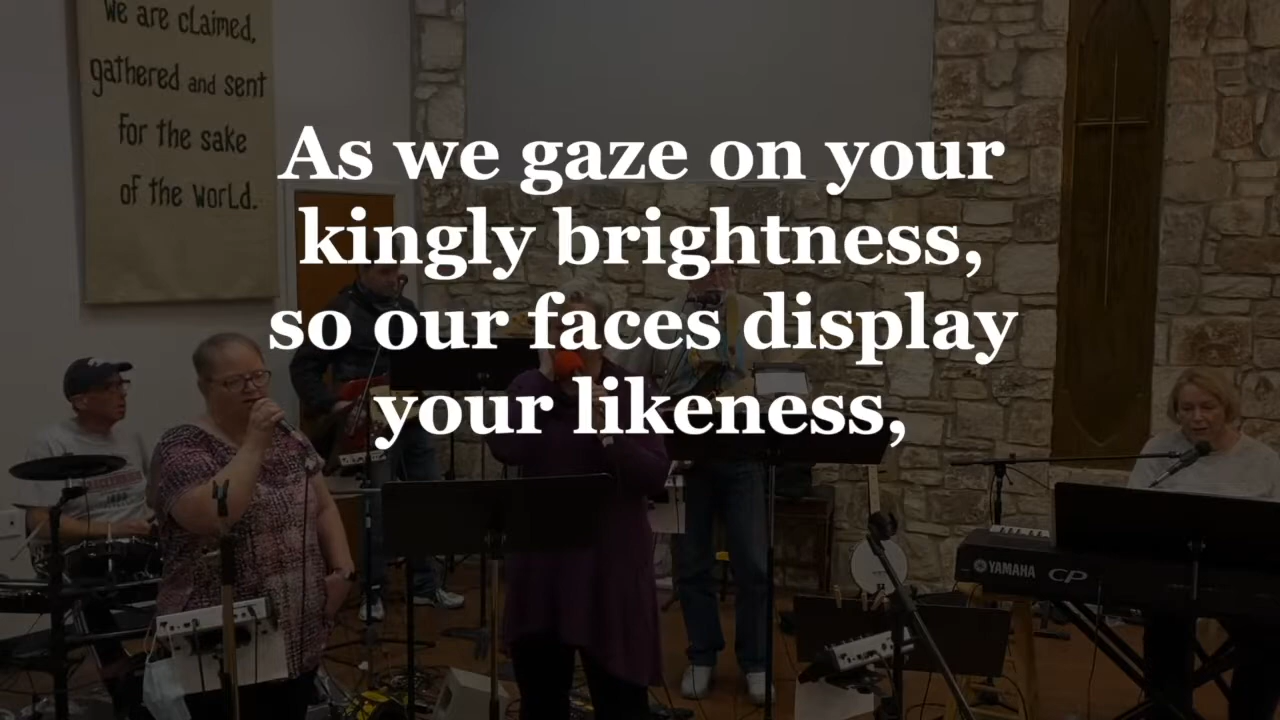 we are claimed,
gathered and sent
for the sake
of the world.
As we gaze on your
kingly brightness,
so our faces display
your likeness,
YAMAHA CP